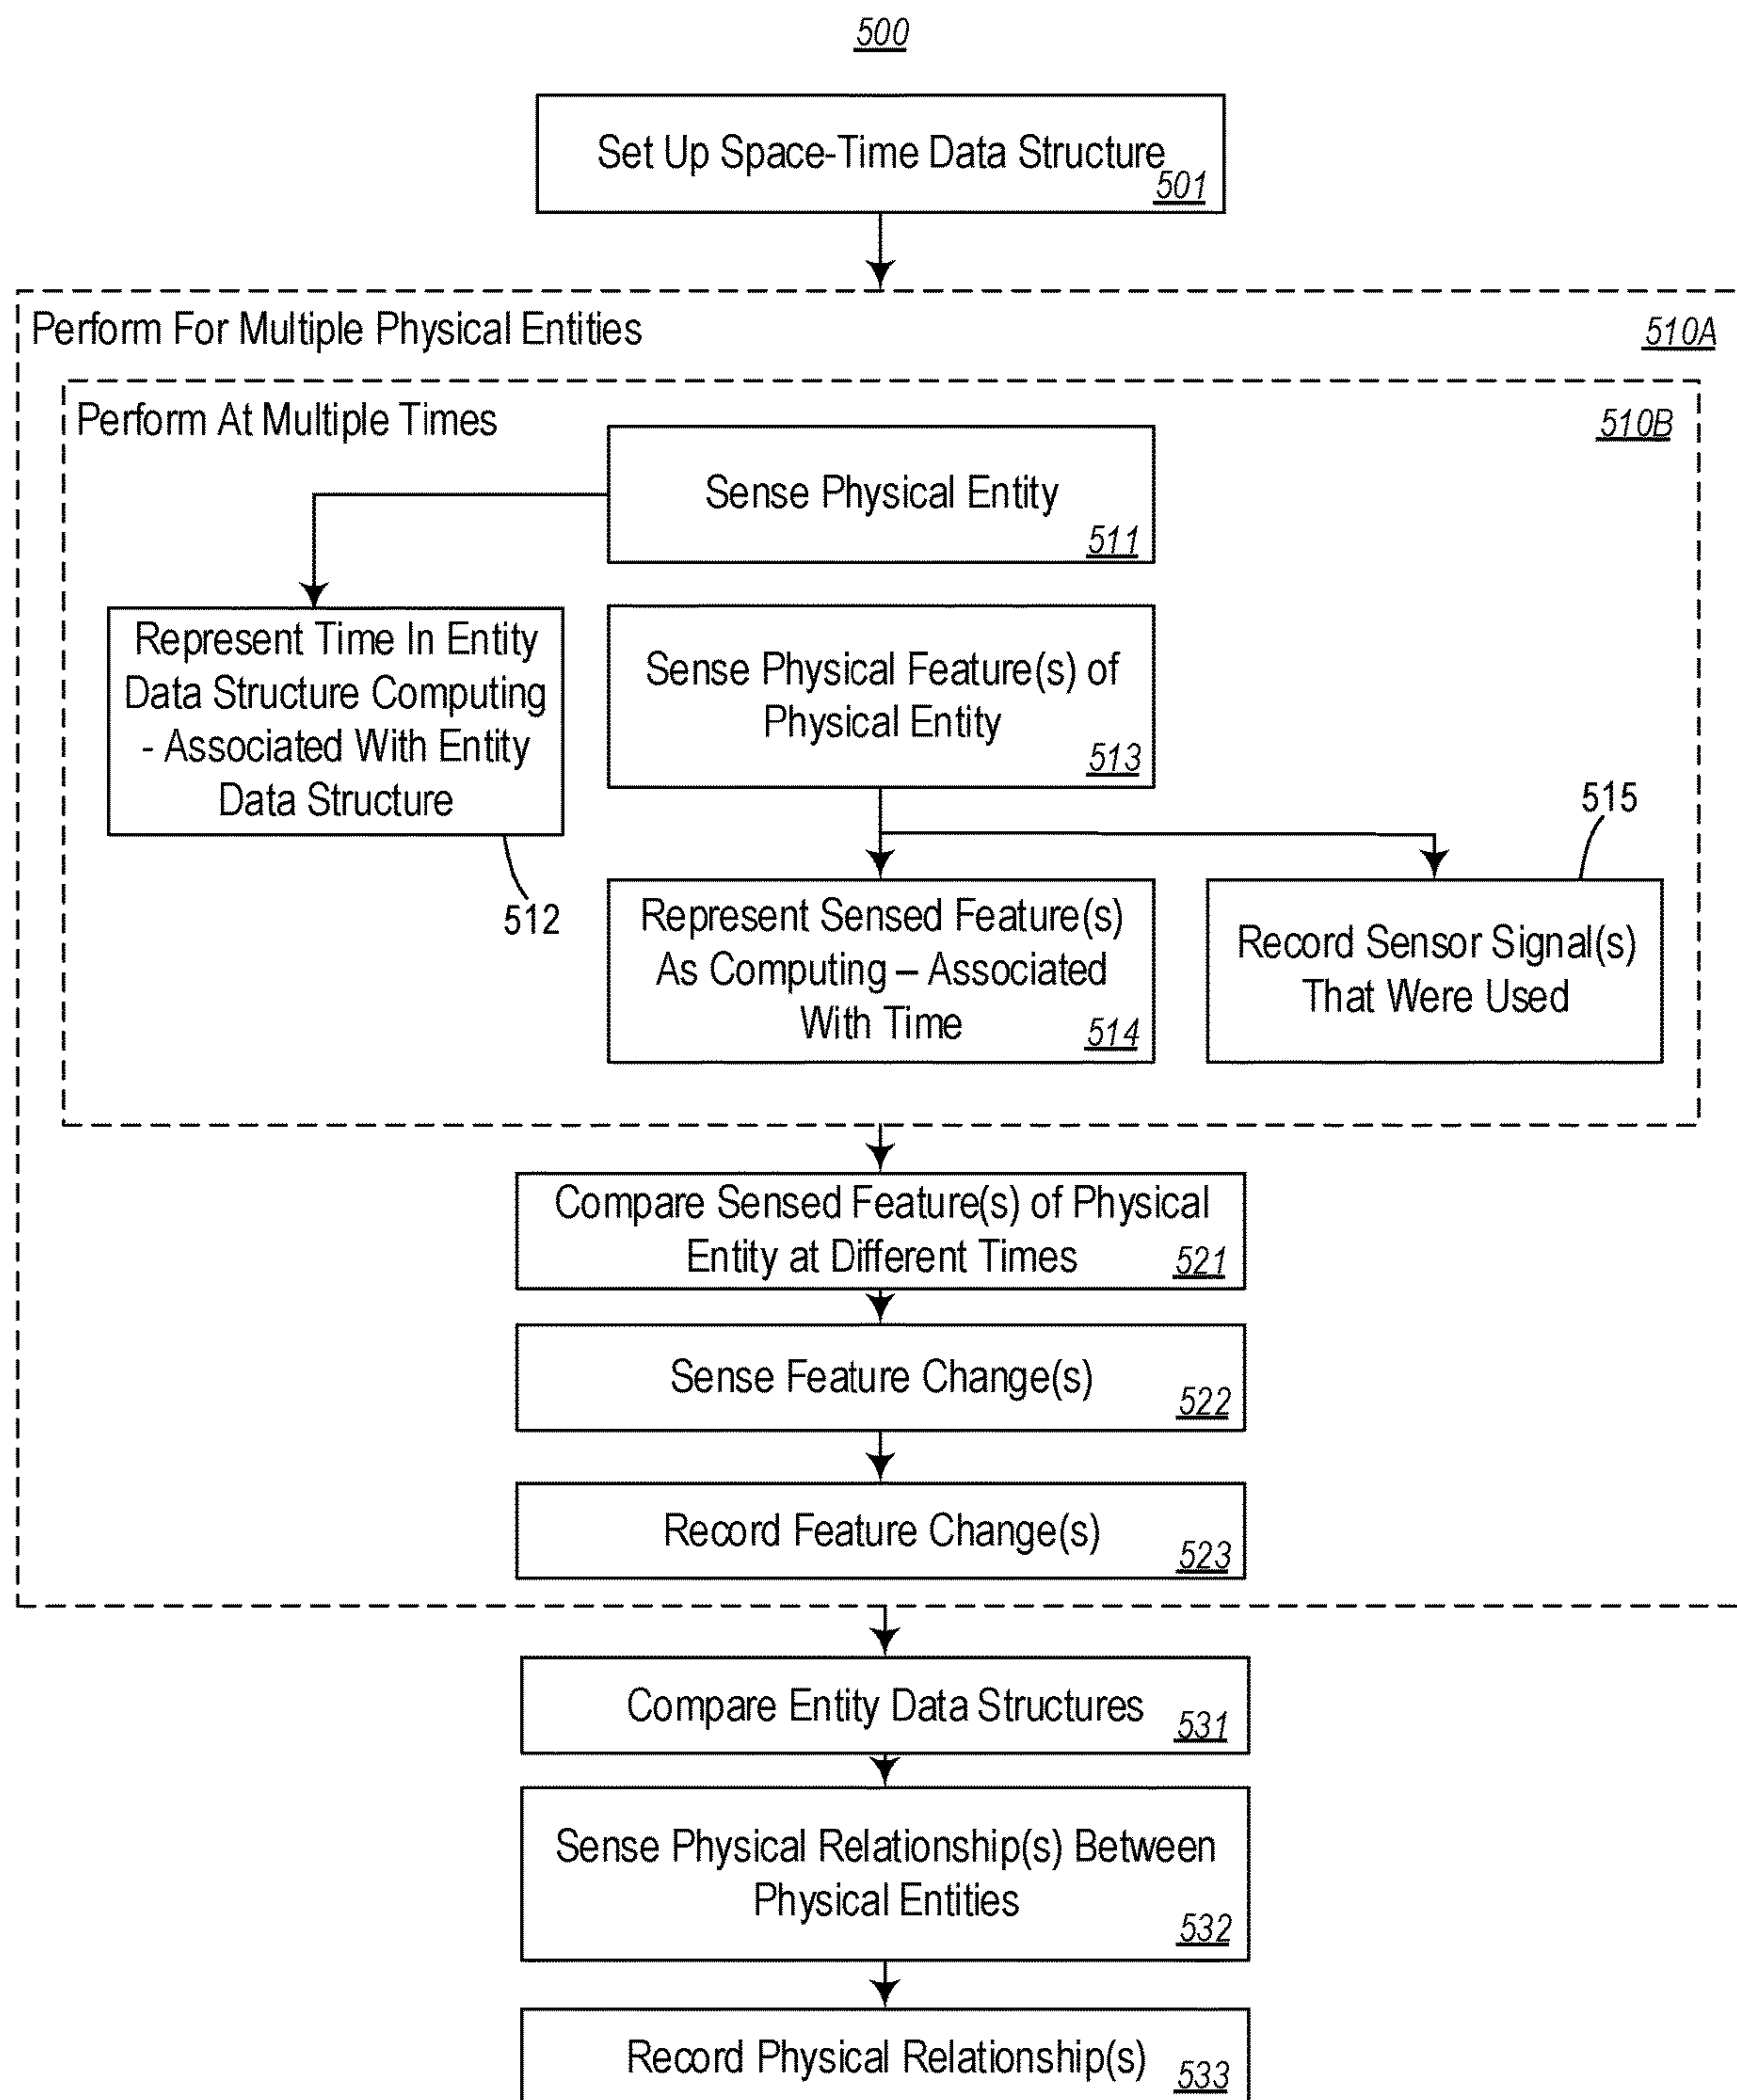 500
Set Up Space-Time Data Structure
501
Perform For Multiple Physical Entities
510A
Perform At Multiple Times
510B
Sense Physical Entity
511
Represent Time In Entity
Data Structure Computing
- Associated With Entity
Data Structure
512
Sense Physical Feature(s) of
Physical Entity
513
515
Represent Sensed Feature(s)
As Computing – Associated
With Time
514
Record Sensor Signal(s)
That Were Used
Compare Sensed Feature(s) of Physical
Entity at Different Times
521
Sense Feature Change(s)
522
Record Feature Change(s)
523
Compare Entity Data Structures
531
Sense Physical Relationship(s) Between
Physical Entities
532
Record Physical Relationship(s)
533